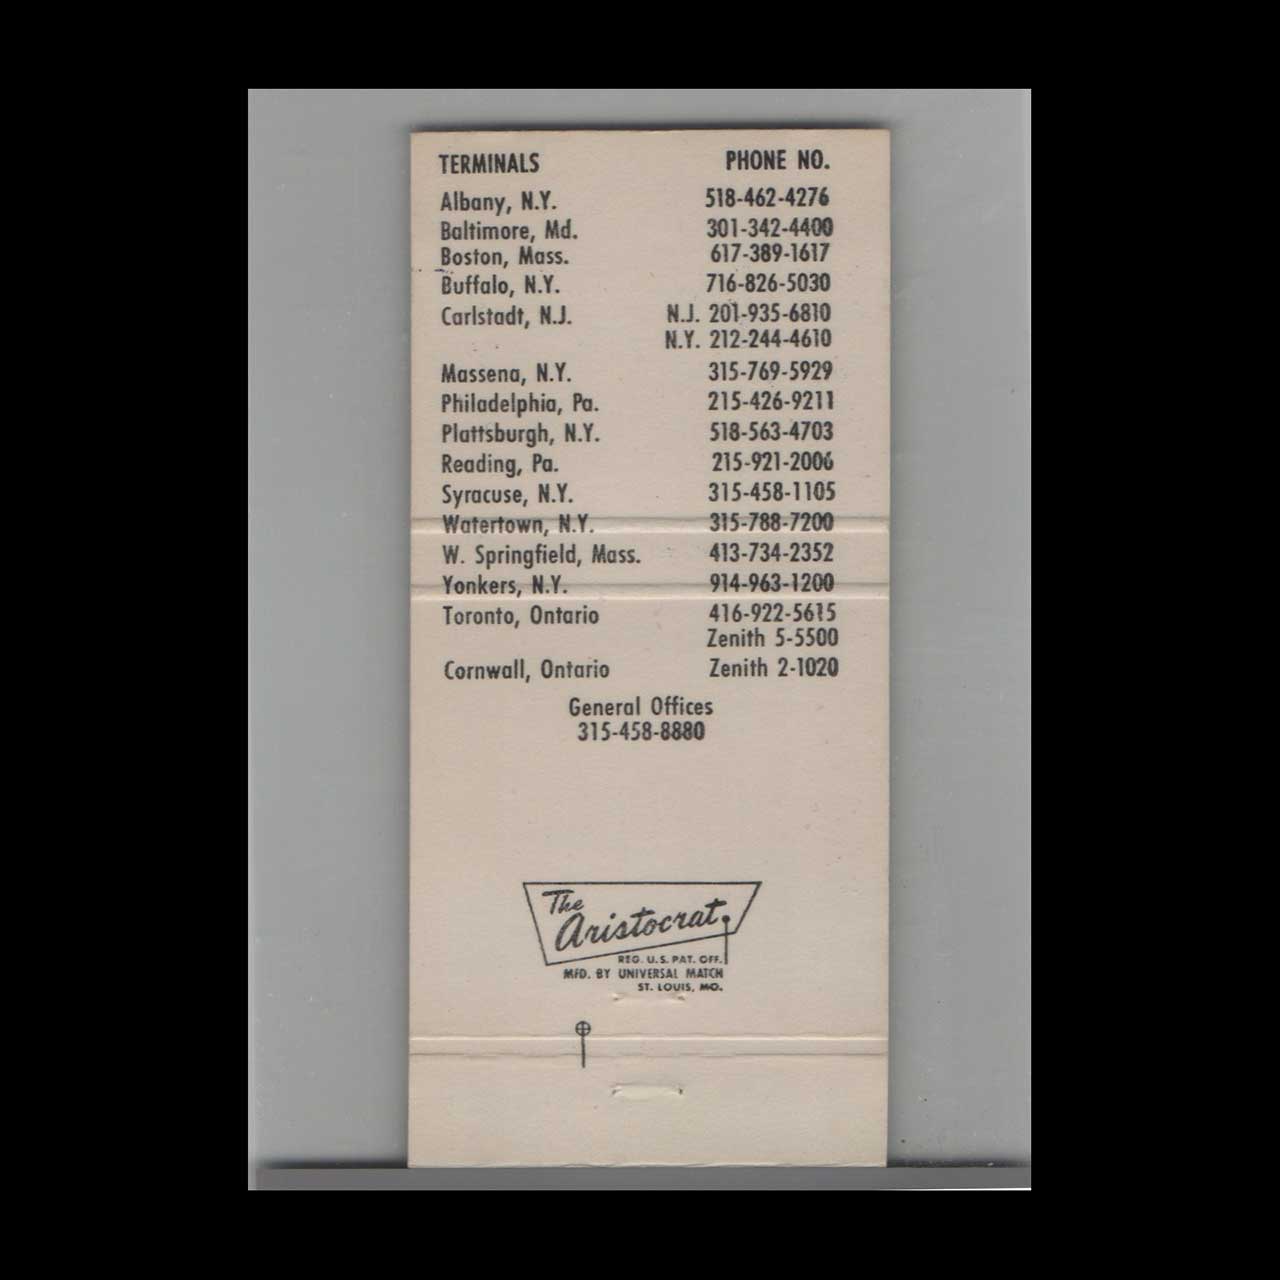 TERMINALS PHONE NO.
Albany, N.Y. 518-462-4276
Baltimore, Md. 301-342-4400
Boston, Mass. 617-389-1617
Buffalo, N.Y. 716-826-5030
Carlstadt, N.J. N.J. 201-935-6810
N.Y. 212-244-4610
Massena, N.Y. 315-769-5929
Philadelphia, Pa. 215-426-9211
Plattsburgh, N.Y. 518-563-4703
Reading, Pa. 215-921-2006
Syracuse, N.Y. 315-458-1105
Watertown, N.Y. 315-788-7200
W. Springfield, Mass. 413-734-2352
Yonkers, N.Y. 914-963-1200
Toronto, Ontario 416-922-5615
Zenith 5-5500
Cornwall, Ontario Zenith 2-1020
General Offices
315-458-8880
The
Aristocrat
REG. U.S. PAT. OFF.
MFD. BY UNIVERSAL MATCH
ST. LOUIS, MO.